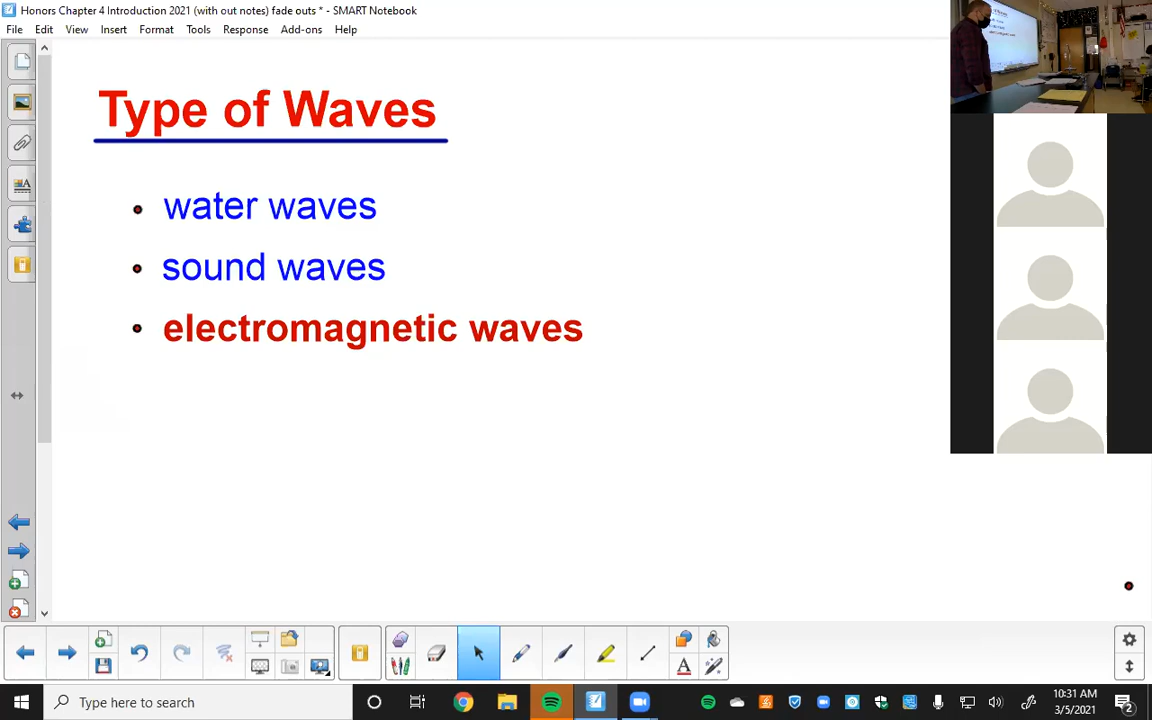 Honors Chapter 4 Introduction 2021 (with out notes) fade outs * - SMART Notebook
File Edit View Insert Format Tools Response Add-ons Help
Type of Waves
• water waves
• sound waves
• electromagnetic waves
Type here to search
10:31 AM
3/5/2021
2